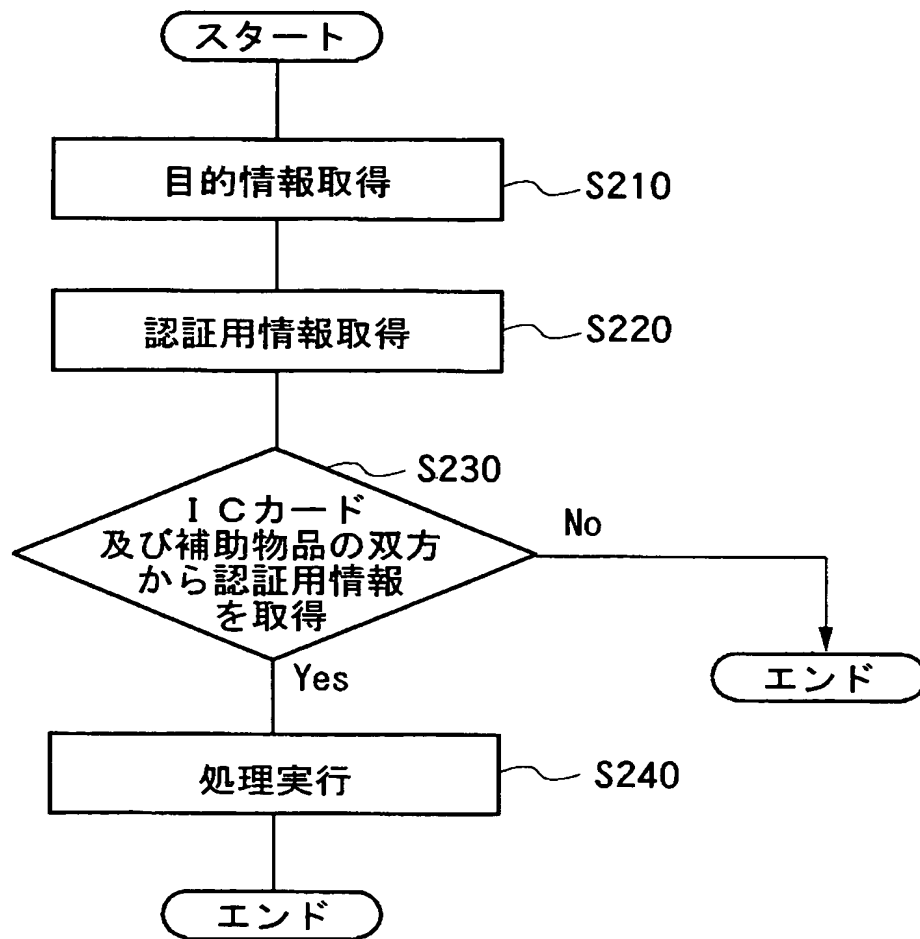 スタート
目的情報取得
S210
認証用情報取得
S220
S230
ＩＣカード
及び補助物品の双方
から認証用情報
を取得
No
Yes
エンド
処理実行
S240
エンド